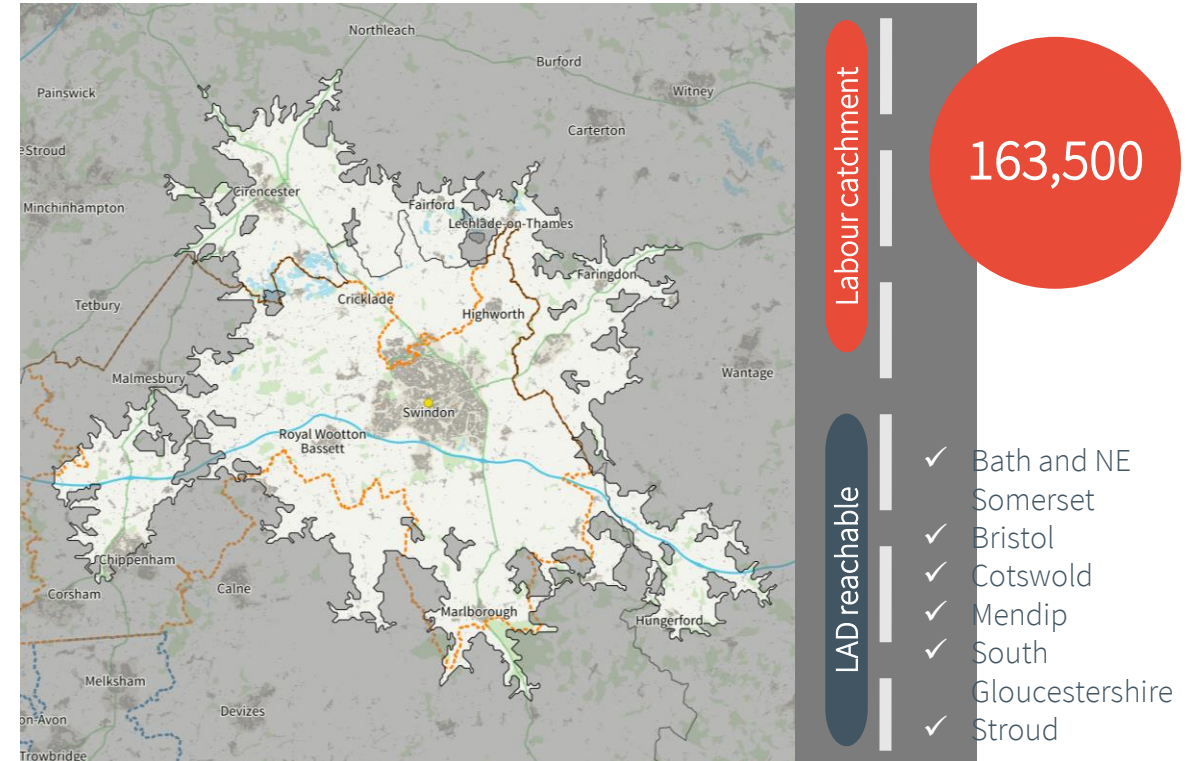 Northleach
Burford
Painswick
Witney
Carterton
eStroud
Cirencester
Minchinhampton
Fairford
Lechlade-on-Thames
Faringdon
Tetbury
Cricklade
Highworth
Malmesbury
Wantage
Swindon
Royal Wootton
Bassett
Chippenham
Corsham
Calne
Marlborough
Hungerford
Melksham
Devizes
on-Avon
Trowbridge
Labour catchment
163,500
LAD reachable
✓ Bath and NE
Somerset
✓ Bristol
✓ Cotswold
✓ Mendip
✓ South
Gloucestershire
✓ Stroud